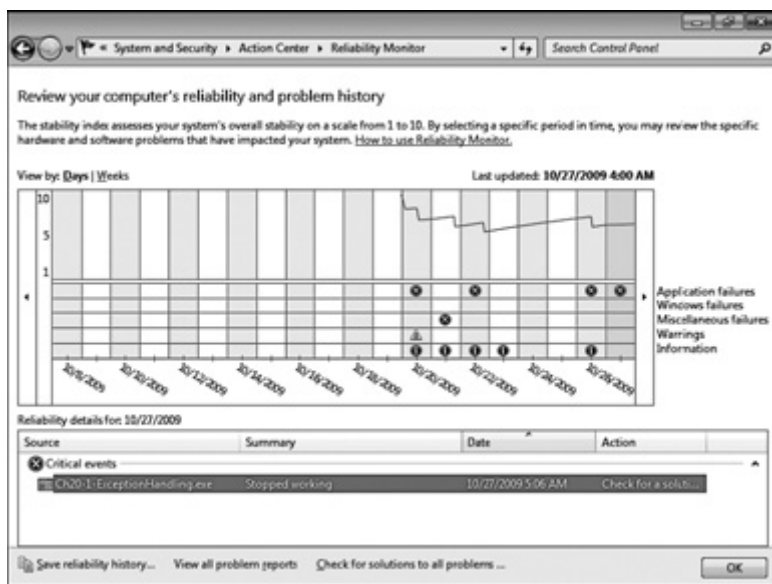 « System and Security ▸ Action Center ▸ Reliability Monitor
Search Control Panel
Review your computer's reliability and problem history
The stability index assesses your system's overall stability on a scale from 1 to 10. By selecting a specific period in time, you may review the specific
hardware and software problems that have impacted your system. How to use Reliability Monitor.
View by: Days | Weeks
Last updated: 10/27/2009 4:00 AM
10
5
1
Application failures
Windows failures
Miscellaneous failures
Warnings
Information
10/10/2009
10/12/2009
10/14/2009
10/16/2009
10/18/2009
10/20/2009
10/22/2009
10/24/2009
10/26/2009
Reliability details for: 10/27/2009
Source Summary Date Action
Critical events
Ch20-1-ExceptionHandling.exe Stopped working 10/27/2009 5:06 AM Check for a soluti...
Save reliability history... View all problem reports Check for solutions to all problems ... OK